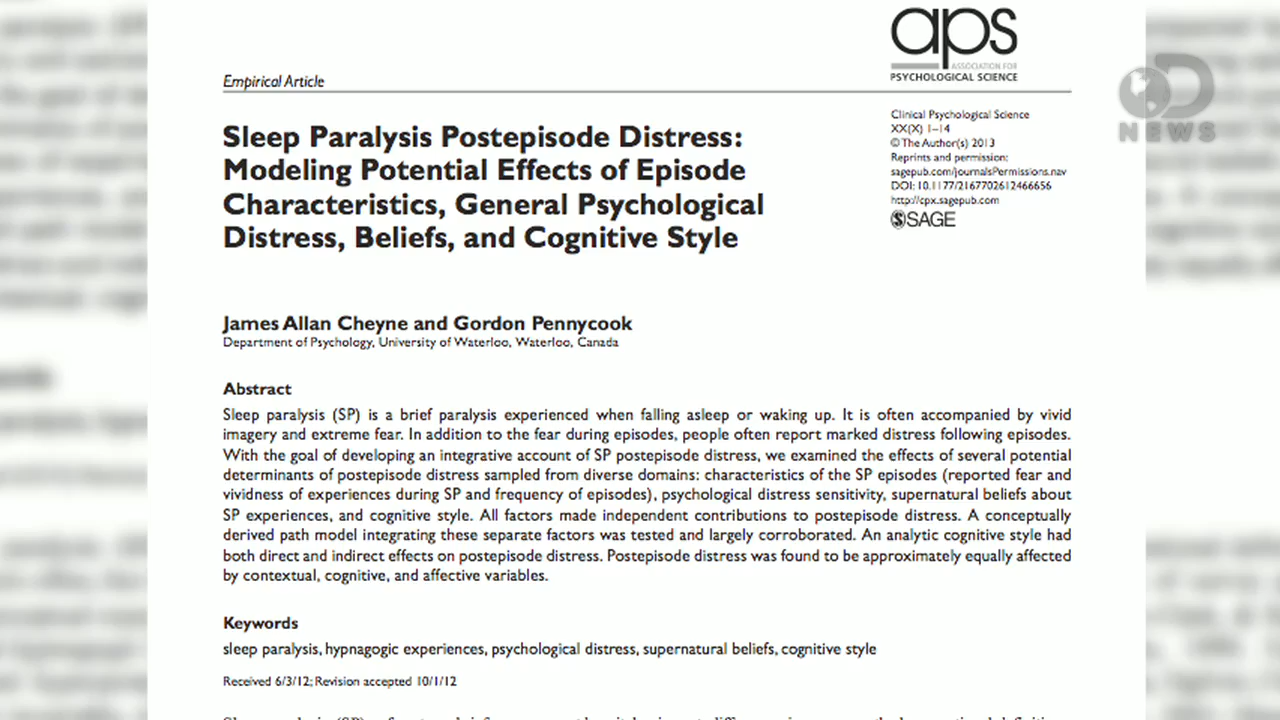 aps
ASSOCIATION FOR
PSYCHOLOGICAL SCIENCE
Empirical Article
Sleep Paralysis Postepisode Distress:
Modeling Potential Effects of Episode
Characteristics, General Psychological
Distress, Beliefs, and Cognitive Style
Clinical Psychological Science
XX(X) 1–14
© The Author(s) 2013
Reprints and permission:
sagepub.com/journalsPermissions.nav
DOI: 10.1177/2167702612466656
http://cpx.sagepub.com
SAGE
D
NEWS
James Allan Cheyne and Gordon Pennycook
Department of Psychology, University of Waterloo, Waterloo, Canada
Abstract
Sleep paralysis (SP) is a brief paralysis experienced when falling asleep or waking up. It is often accompanied by vivid
imagery and extreme fear. In addition to the fear during episodes, people often report marked distress following episodes.
With the goal of developing an integrative account of SP postepisode distress, we examined the effects of several potential
determinants of postepisode distress sampled from diverse domains: characteristics of the SP episodes (reported fear and
vividness of experiences during SP and frequency of episodes), psychological distress sensitivity, supernatural beliefs about
SP experiences, and cognitive style. All factors made independent contributions to postepisode distress. A conceptually
derived path model integrating these separate factors was tested and largely corroborated. An analytic cognitive style had
both direct and indirect effects on postepisode distress. Postepisode distress was found to be approximately equally affected
by contextual, cognitive, and affective variables.
Keywords
sleep paralysis, hypnagogic experiences, psychological distress, supernatural beliefs, cognitive style
Received 6/3/12; Revision accepted 10/1/12